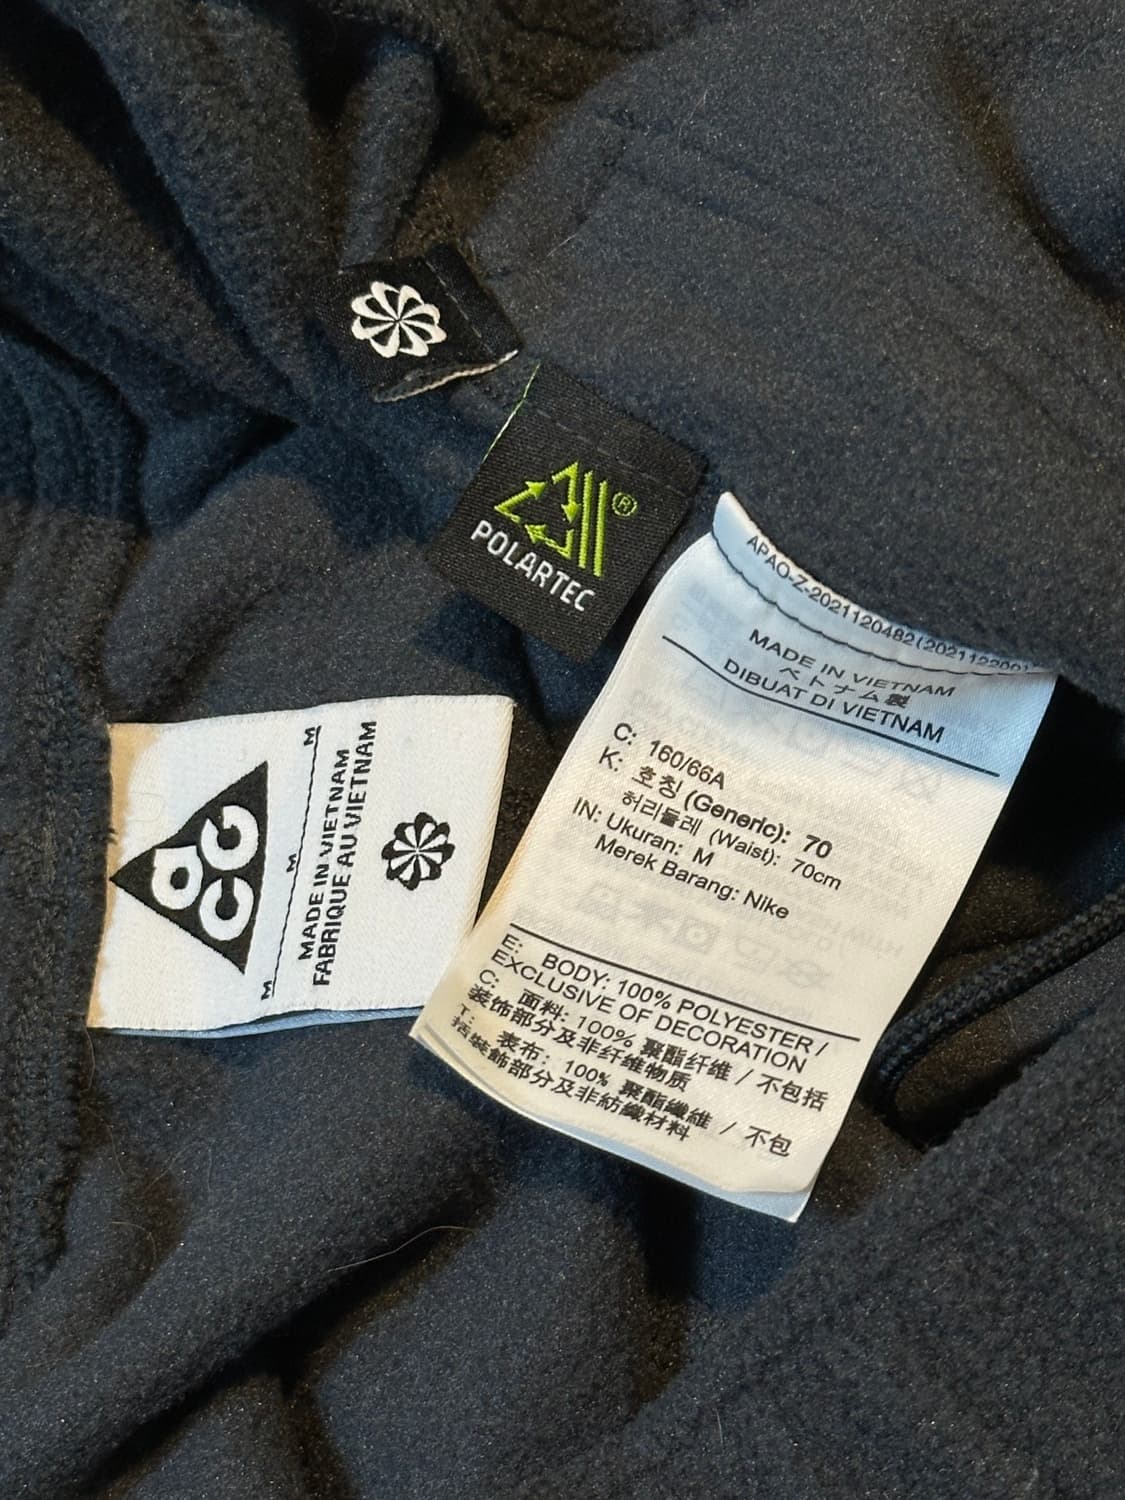 ®
POLARTEC
APAO-Z-2021120482(20211220
MADE IN VIETNAM
ベトナム製
DIBUAT DI VIETNAM
C: 160/66A
K: 호칭 (Generic): 70
허리둘레 (Waist): 70cm
IN: Ukuran: M
Merek Barang: Nike
E: BODY: 100% POLYESTER /
EXCLUSIVE OF DECORATION
C: 面料: 100% 聚酯纤维 / 不包括
装饰部分及非纤维物质
T: 表布: 100% 聚酯纖維 / 不包
括裝飾部分及非紡織材料
ACG
M M M
MADE IN VIETNAM
FABRIQUE AU VIETNAM